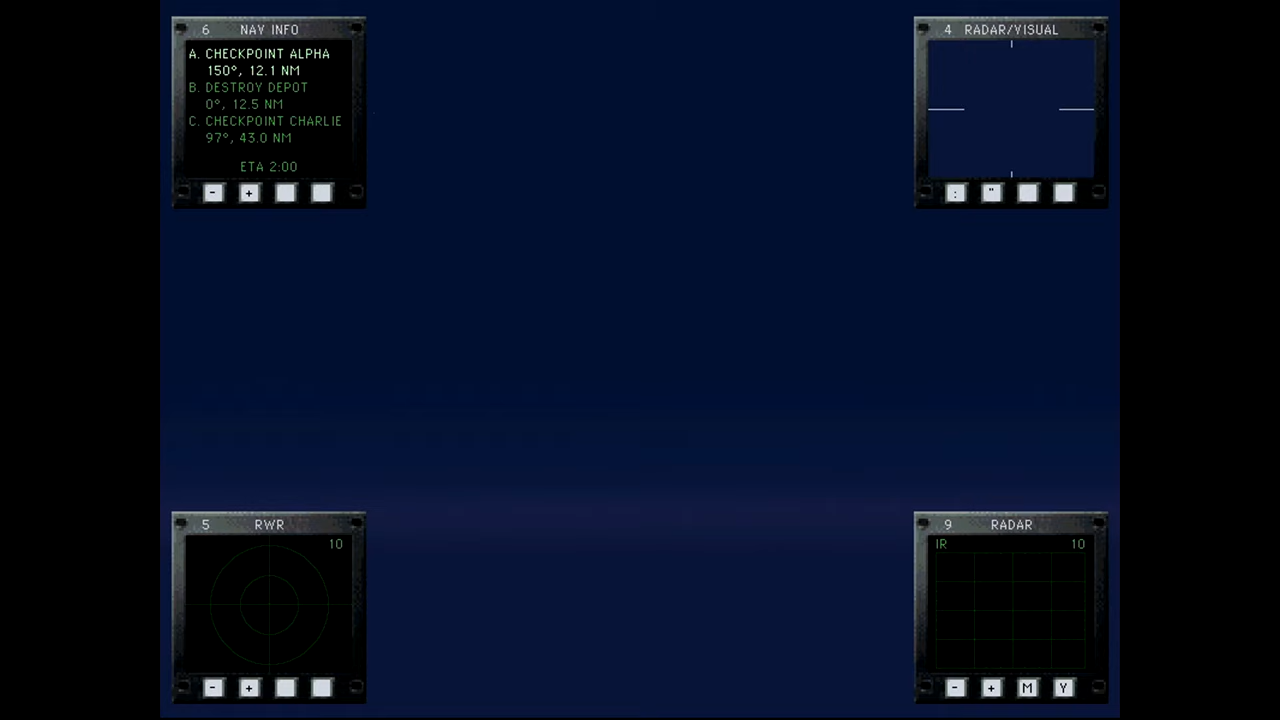 6 NAV INFO
A. CHECKPOINT ALPHA
150°, 12.1 NM
B. DESTROY DEPOT
0°, 12.5 NM
C. CHECKPOINT CHARLIE
97°, 43.0 NM
ETA 2:00
- +
4 RADAR/VISUAL
: "
5 RWR
10
- +
9 RADAR
IR 10
- + M Y